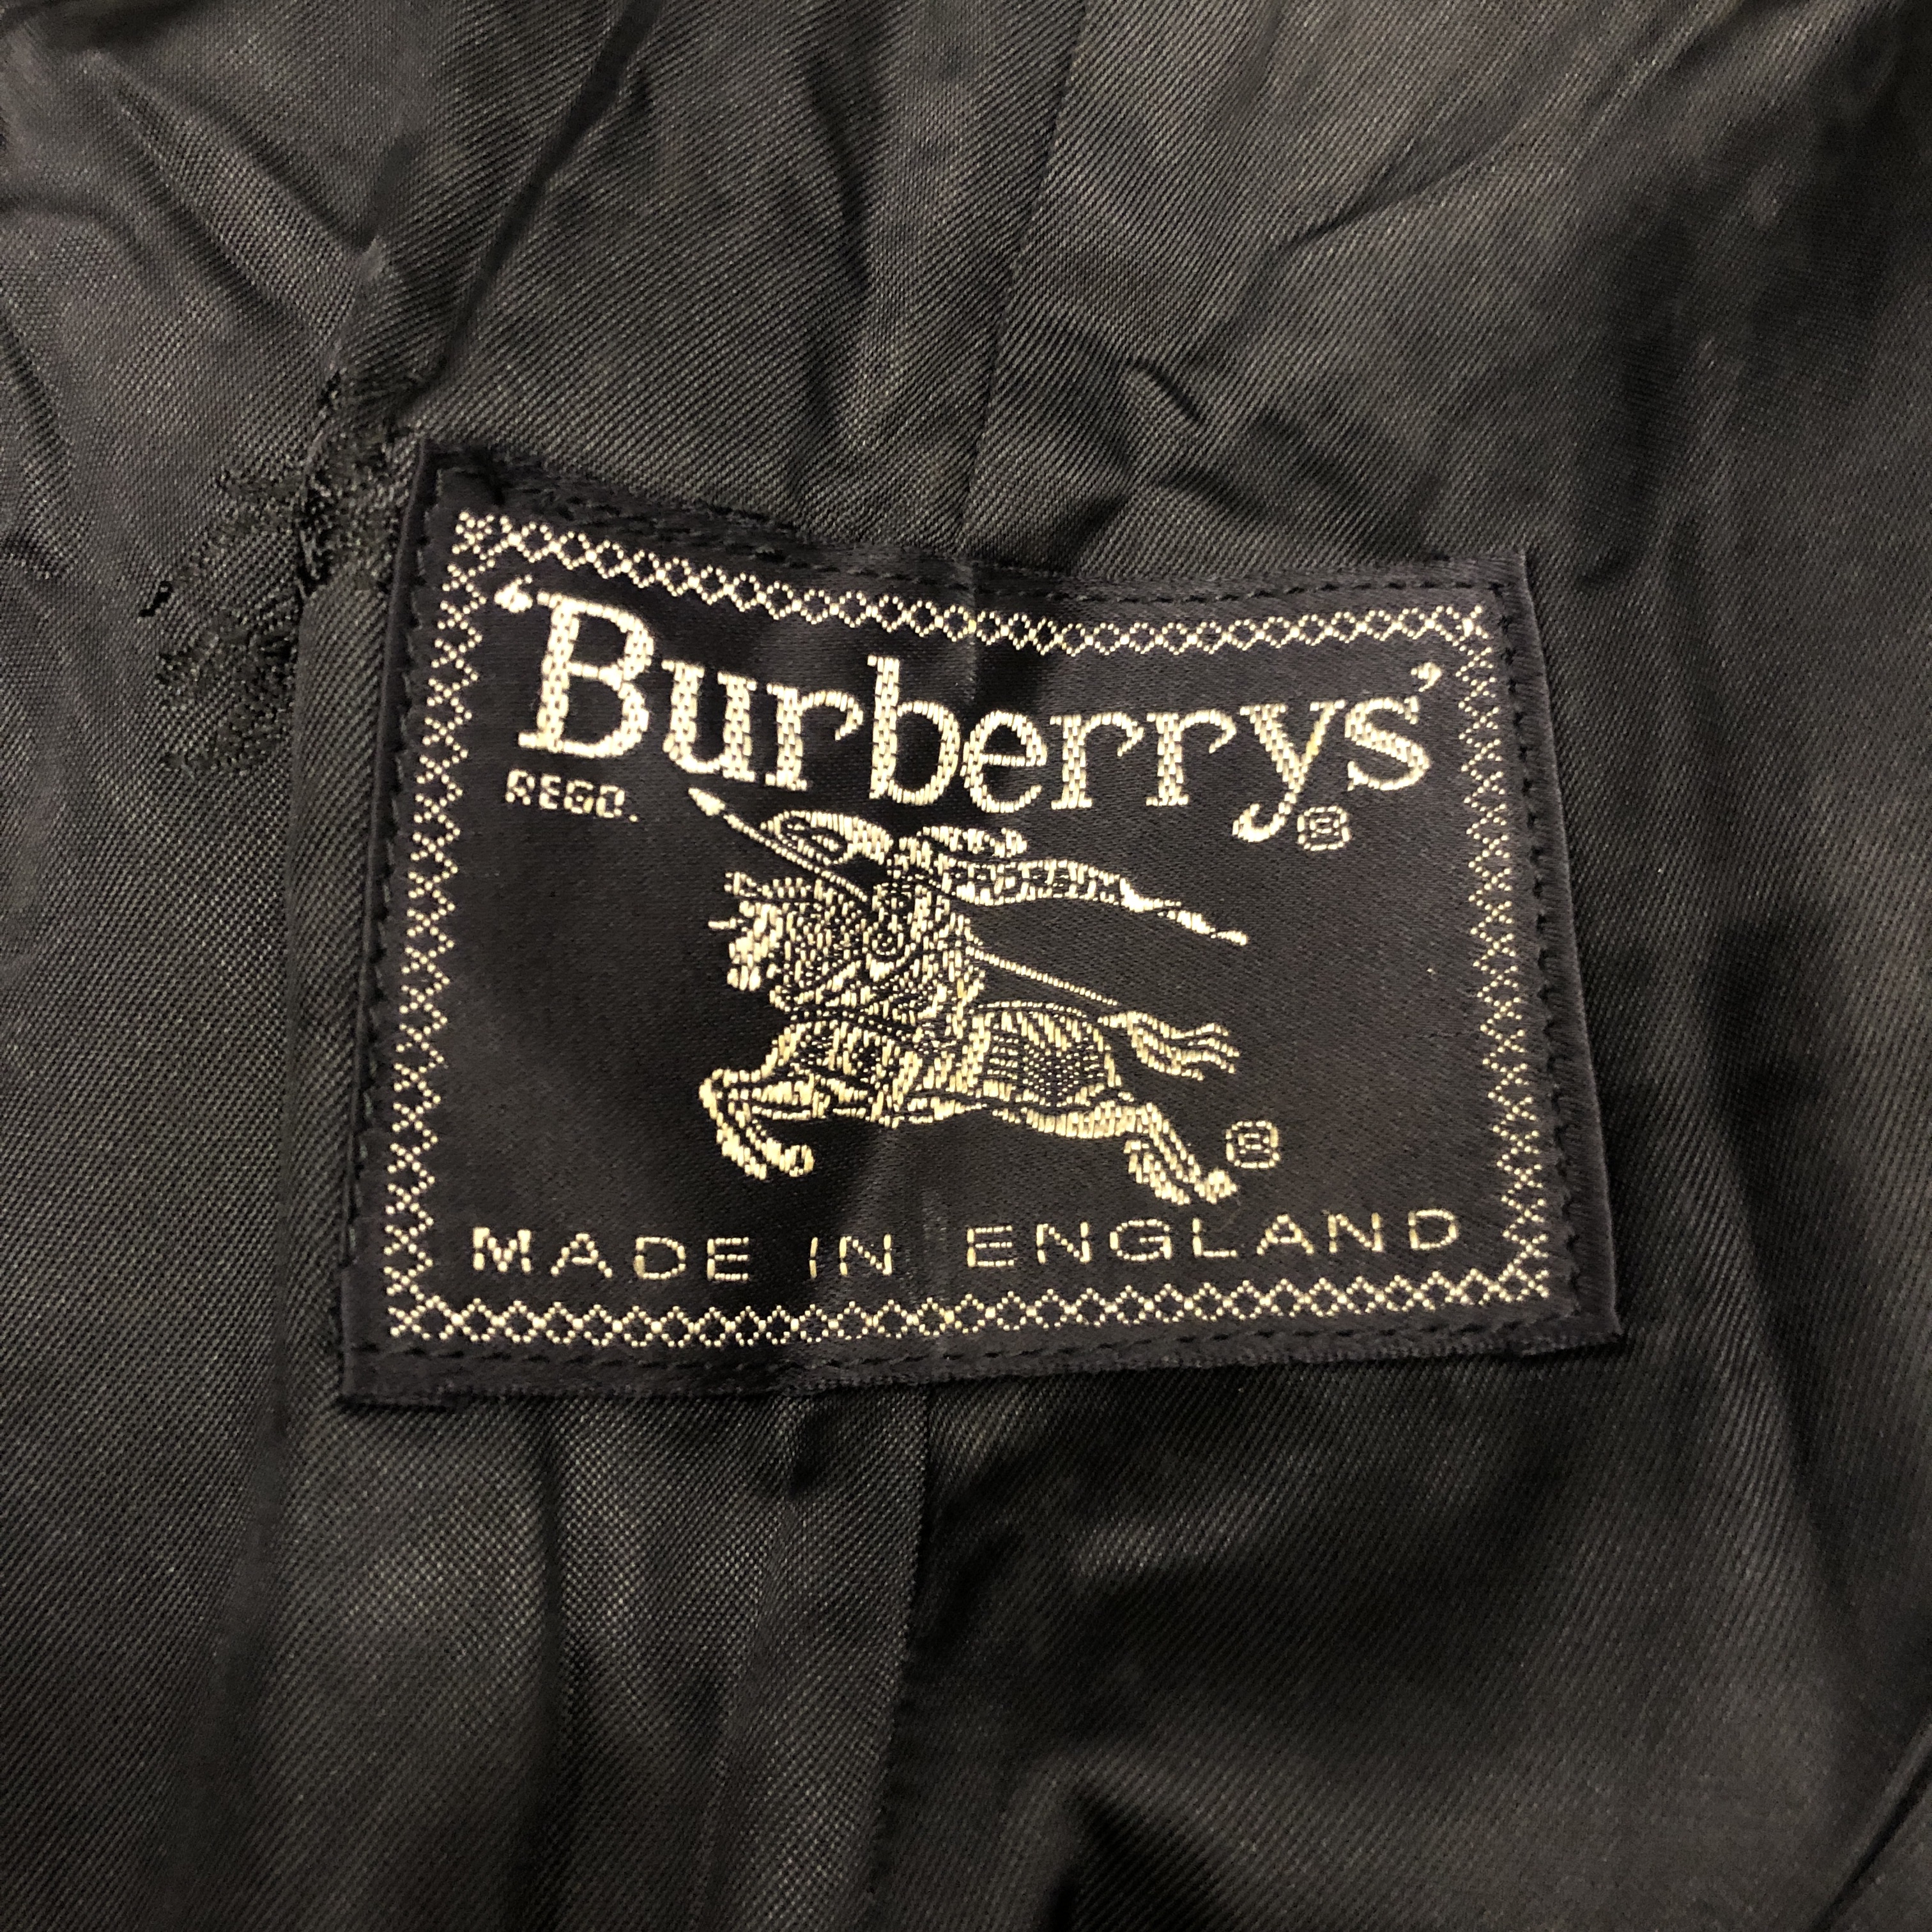 ‘Burberrys’
REGD. ®
®
MADE IN ENGLAND